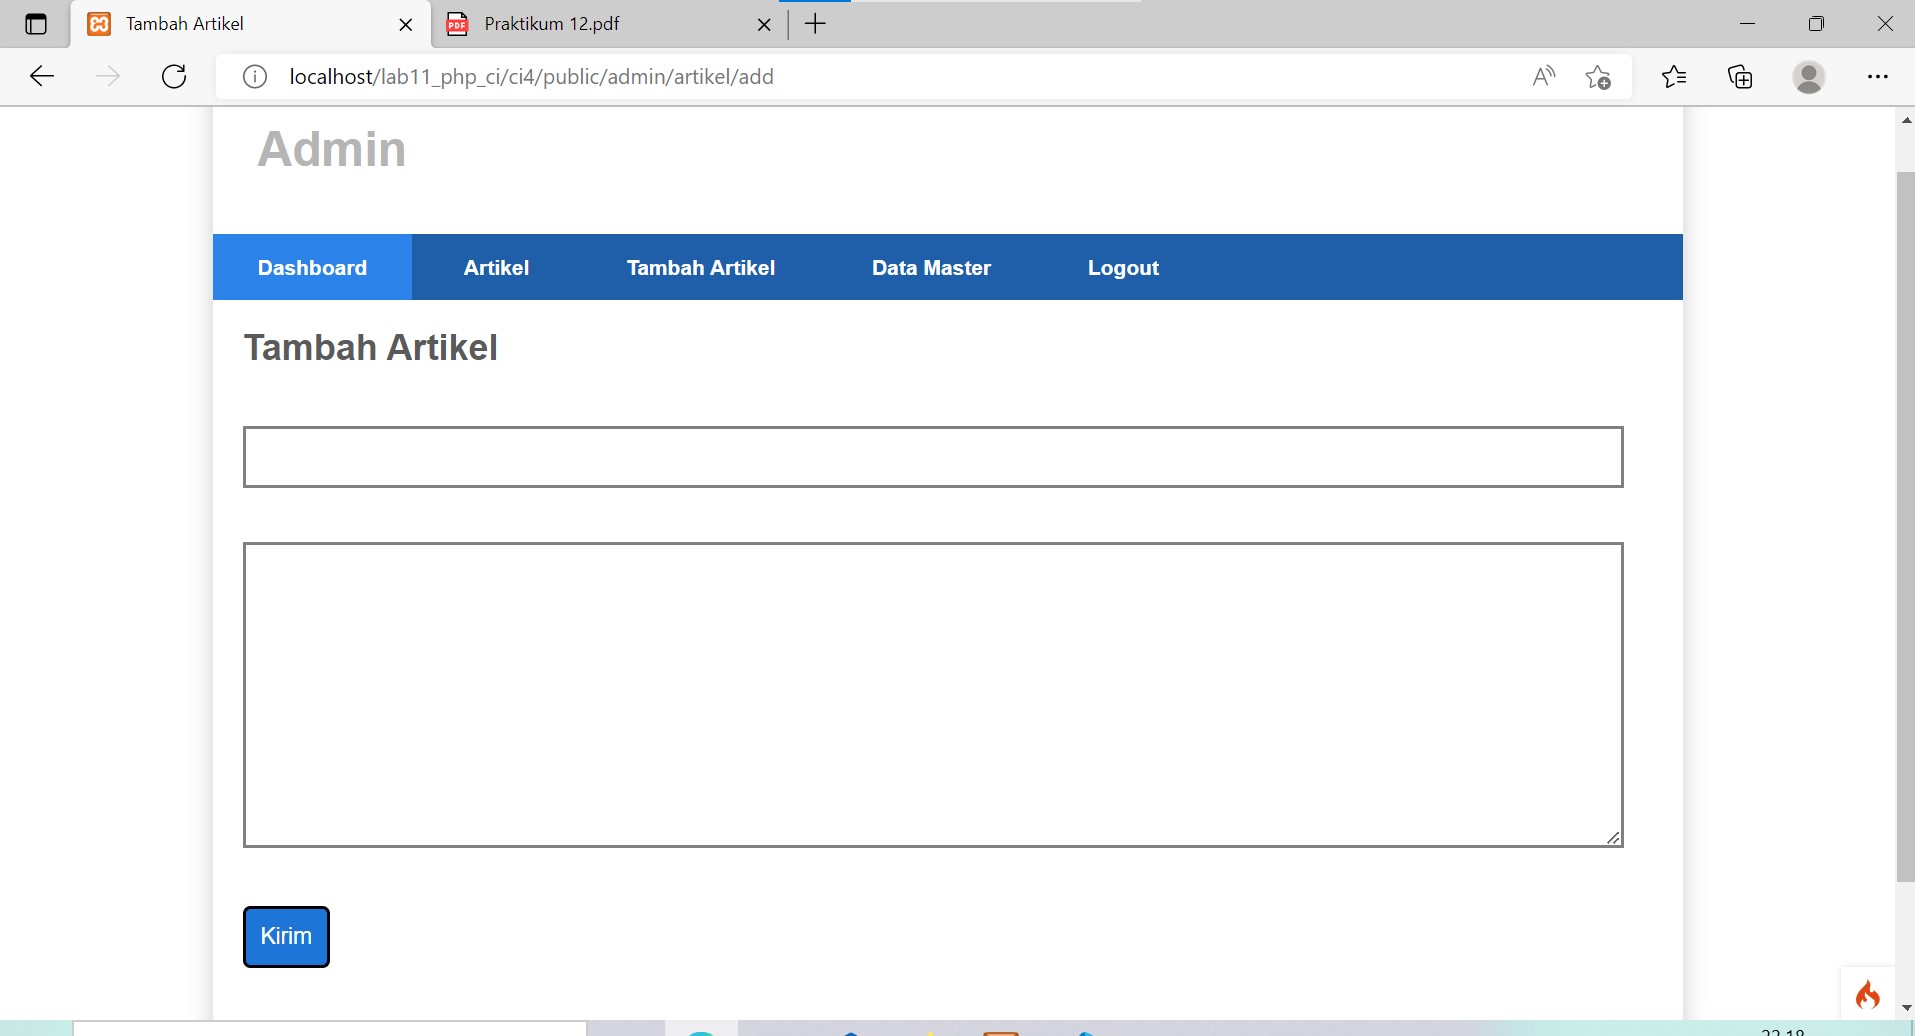 Tambah Artikel
PDF
Praktikum 12.pdf
localhost/lab11_php_ci/ci4/public/admin/artikel/add
Admin
Dashboard Artikel Tambah Artikel Data Master Logout
Tambah Artikel
Kirim